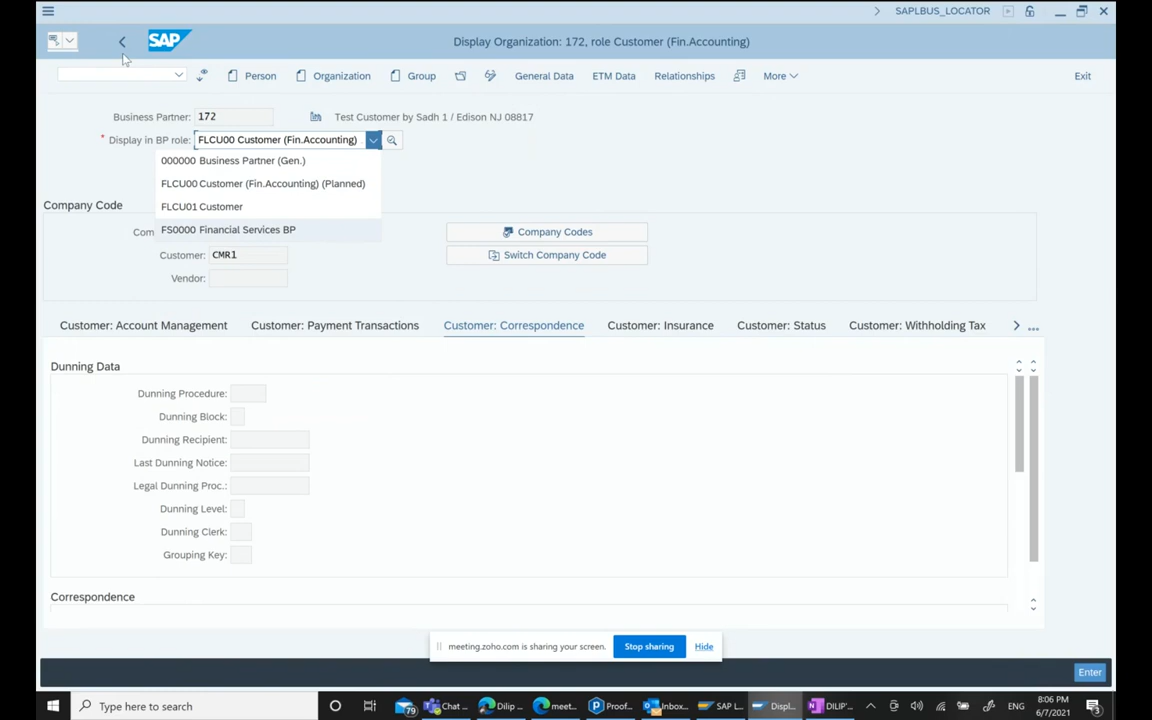 SAPLBUS_LOCATOR
SAP
Display Organization: 172, role Customer (Fin.Accounting)
Person Organization Group General Data ETM Data Relationships More Exit
Business Partner: 172 Test Customer by Sadh 1 / Edison NJ 08817
* Display in BP role: FLCU00 Customer (Fin.Accounting)
000000 Business Partner (Gen.)
FLCU00 Customer (Fin.Accounting) (Planned)
FLCU01 Customer
FS0000 Financial Services BP
Company Code
Com Company Codes
Customer: CMR1 Switch Company Code
Vendor:
Customer: Account Management Customer: Payment Transactions Customer: Correspondence Customer: Insurance Customer: Status Customer: Withholding Tax ...
Dunning Data
Dunning Procedure:
Dunning Block:
Dunning Recipient:
Last Dunning Notice:
Legal Dunning Proc.:
Dunning Level:
Dunning Clerk:
Grouping Key:
Correspondence
meeting.zoho.com is sharing your screen. Stop sharing Hide
Enter
Type here to search 79 Chat ... Dilip ... meet... Proof... Inbox... SAP L... Displ... DILIP'... ENG 8:06 PM
6/7/2021 3